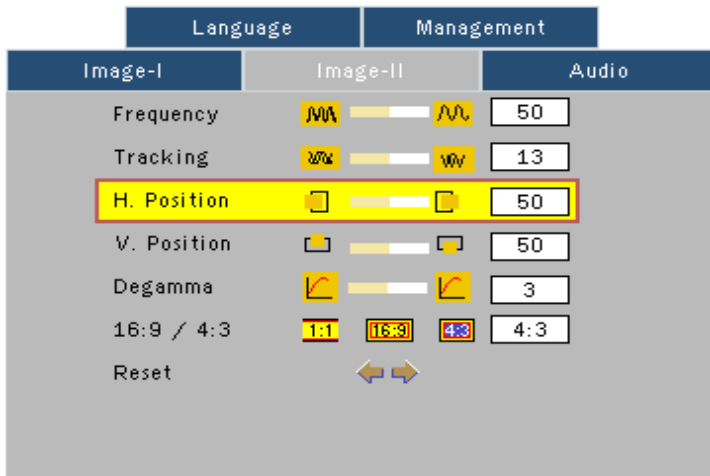 Language Management
Image-I Image-II Audio
Frequency 50
Tracking 13
H. Position 50
V. Position 50
Degamma 3
16:9 / 4:3 1:1 16:9 4:3 4:3
Reset